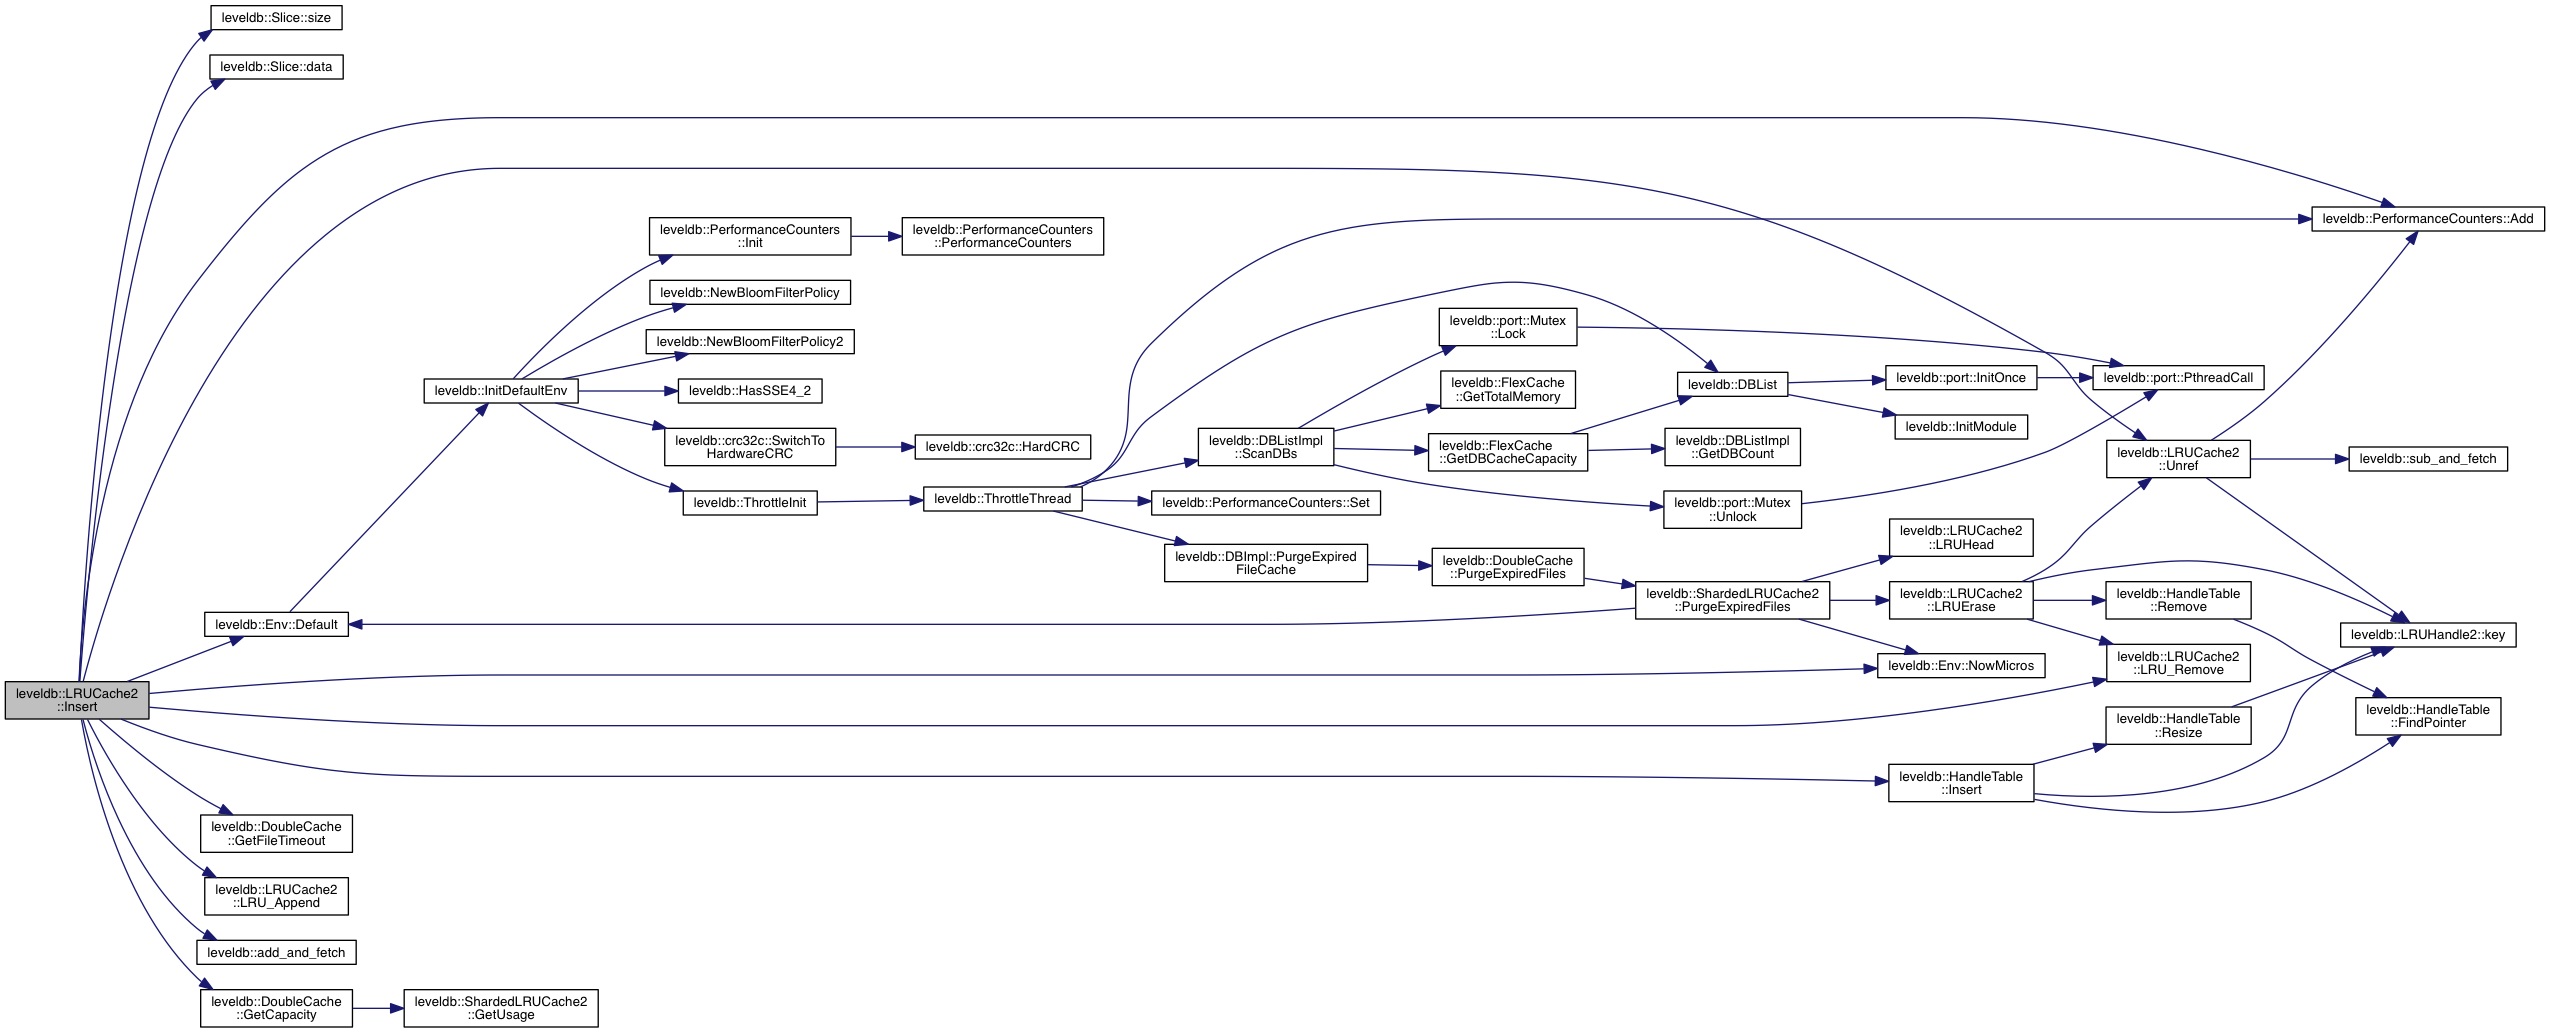 leveldb::Slice::size
leveldb::Slice::data
leveldb::PerformanceCounters::Add
leveldb::PerformanceCounters
::Init
leveldb::PerformanceCounters
::PerformanceCounters
leveldb::NewBloomFilterPolicy
leveldb::NewBloomFilterPolicy2
leveldb::InitDefaultEnv
leveldb::HasSSE4_2
leveldb::crc32c::SwitchTo
HardwareCRC
leveldb::crc32c::HardCRC
leveldb::ThrottleInit
leveldb::ThrottleThread
leveldb::port::Mutex
::Lock
leveldb::FlexCache
::GetTotalMemory
leveldb::DBListImpl
::ScanDBs
leveldb::FlexCache
::GetDBCacheCapacity
leveldb::DBList
leveldb::port::InitOnce
leveldb::port::PthreadCall
leveldb::InitModule
leveldb::DBListImpl
::GetDBCount
leveldb::port::Mutex
::Unlock
leveldb::PerformanceCounters::Set
leveldb::LRUCache2
::Unref
leveldb::sub_and_fetch
leveldb::DBImpl::PurgeExpired
FileCache
leveldb::DoubleCache
::PurgeExpiredFiles
leveldb::ShardedLRUCache2
::PurgeExpiredFiles
leveldb::LRUCache2
::LRUHead
leveldb::LRUCache2
::LRUErase
leveldb::HandleTable
::Remove
leveldb::LRUHandle2::key
leveldb::Env::Default
leveldb::Env::NowMicros
leveldb::LRUCache2
::LRU_Remove
leveldb::LRUCache2
::Insert
leveldb::HandleTable
::Resize
leveldb::HandleTable
::FindPointer
leveldb::HandleTable
::Insert
leveldb::DoubleCache
::GetFileTimeout
leveldb::LRUCache2
::LRU_Append
leveldb::add_and_fetch
leveldb::DoubleCache
::GetCapacity
leveldb::ShardedLRUCache2
::GetUsage